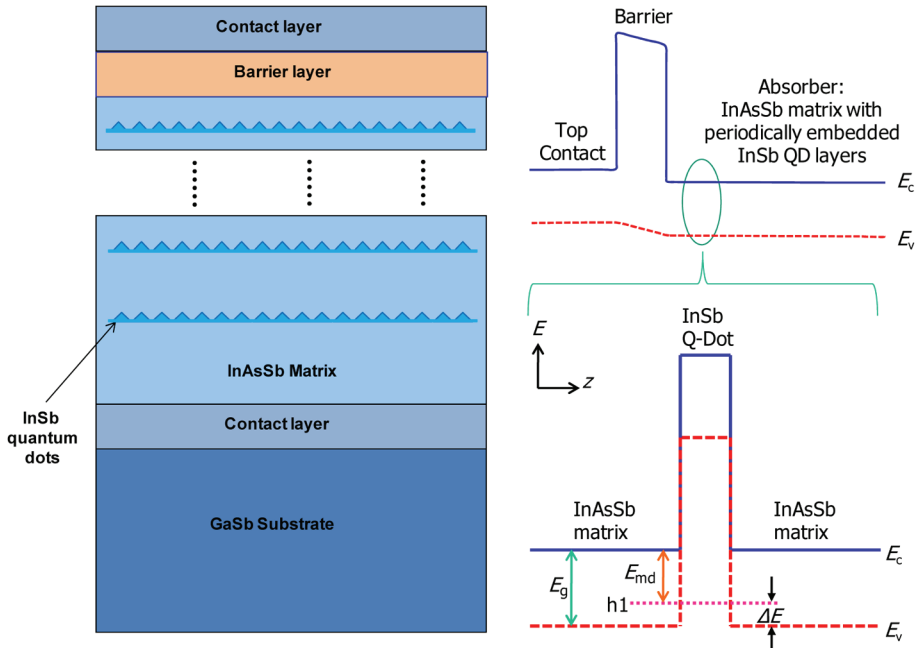 Contact layer
Barrier layer
InAsSb Matrix
Contact layer
GaSb Substrate
InSb
quantum
dots
Barrier
Top
Contact
Absorber:
InAsSb matrix with
periodically embedded
InSb QD layers
Ec
Ev
E
z
InSb
Q-Dot
InAsSb
matrix
InAsSb
matrix
Ec
Eg
Emd
h1
ΔE
Ev